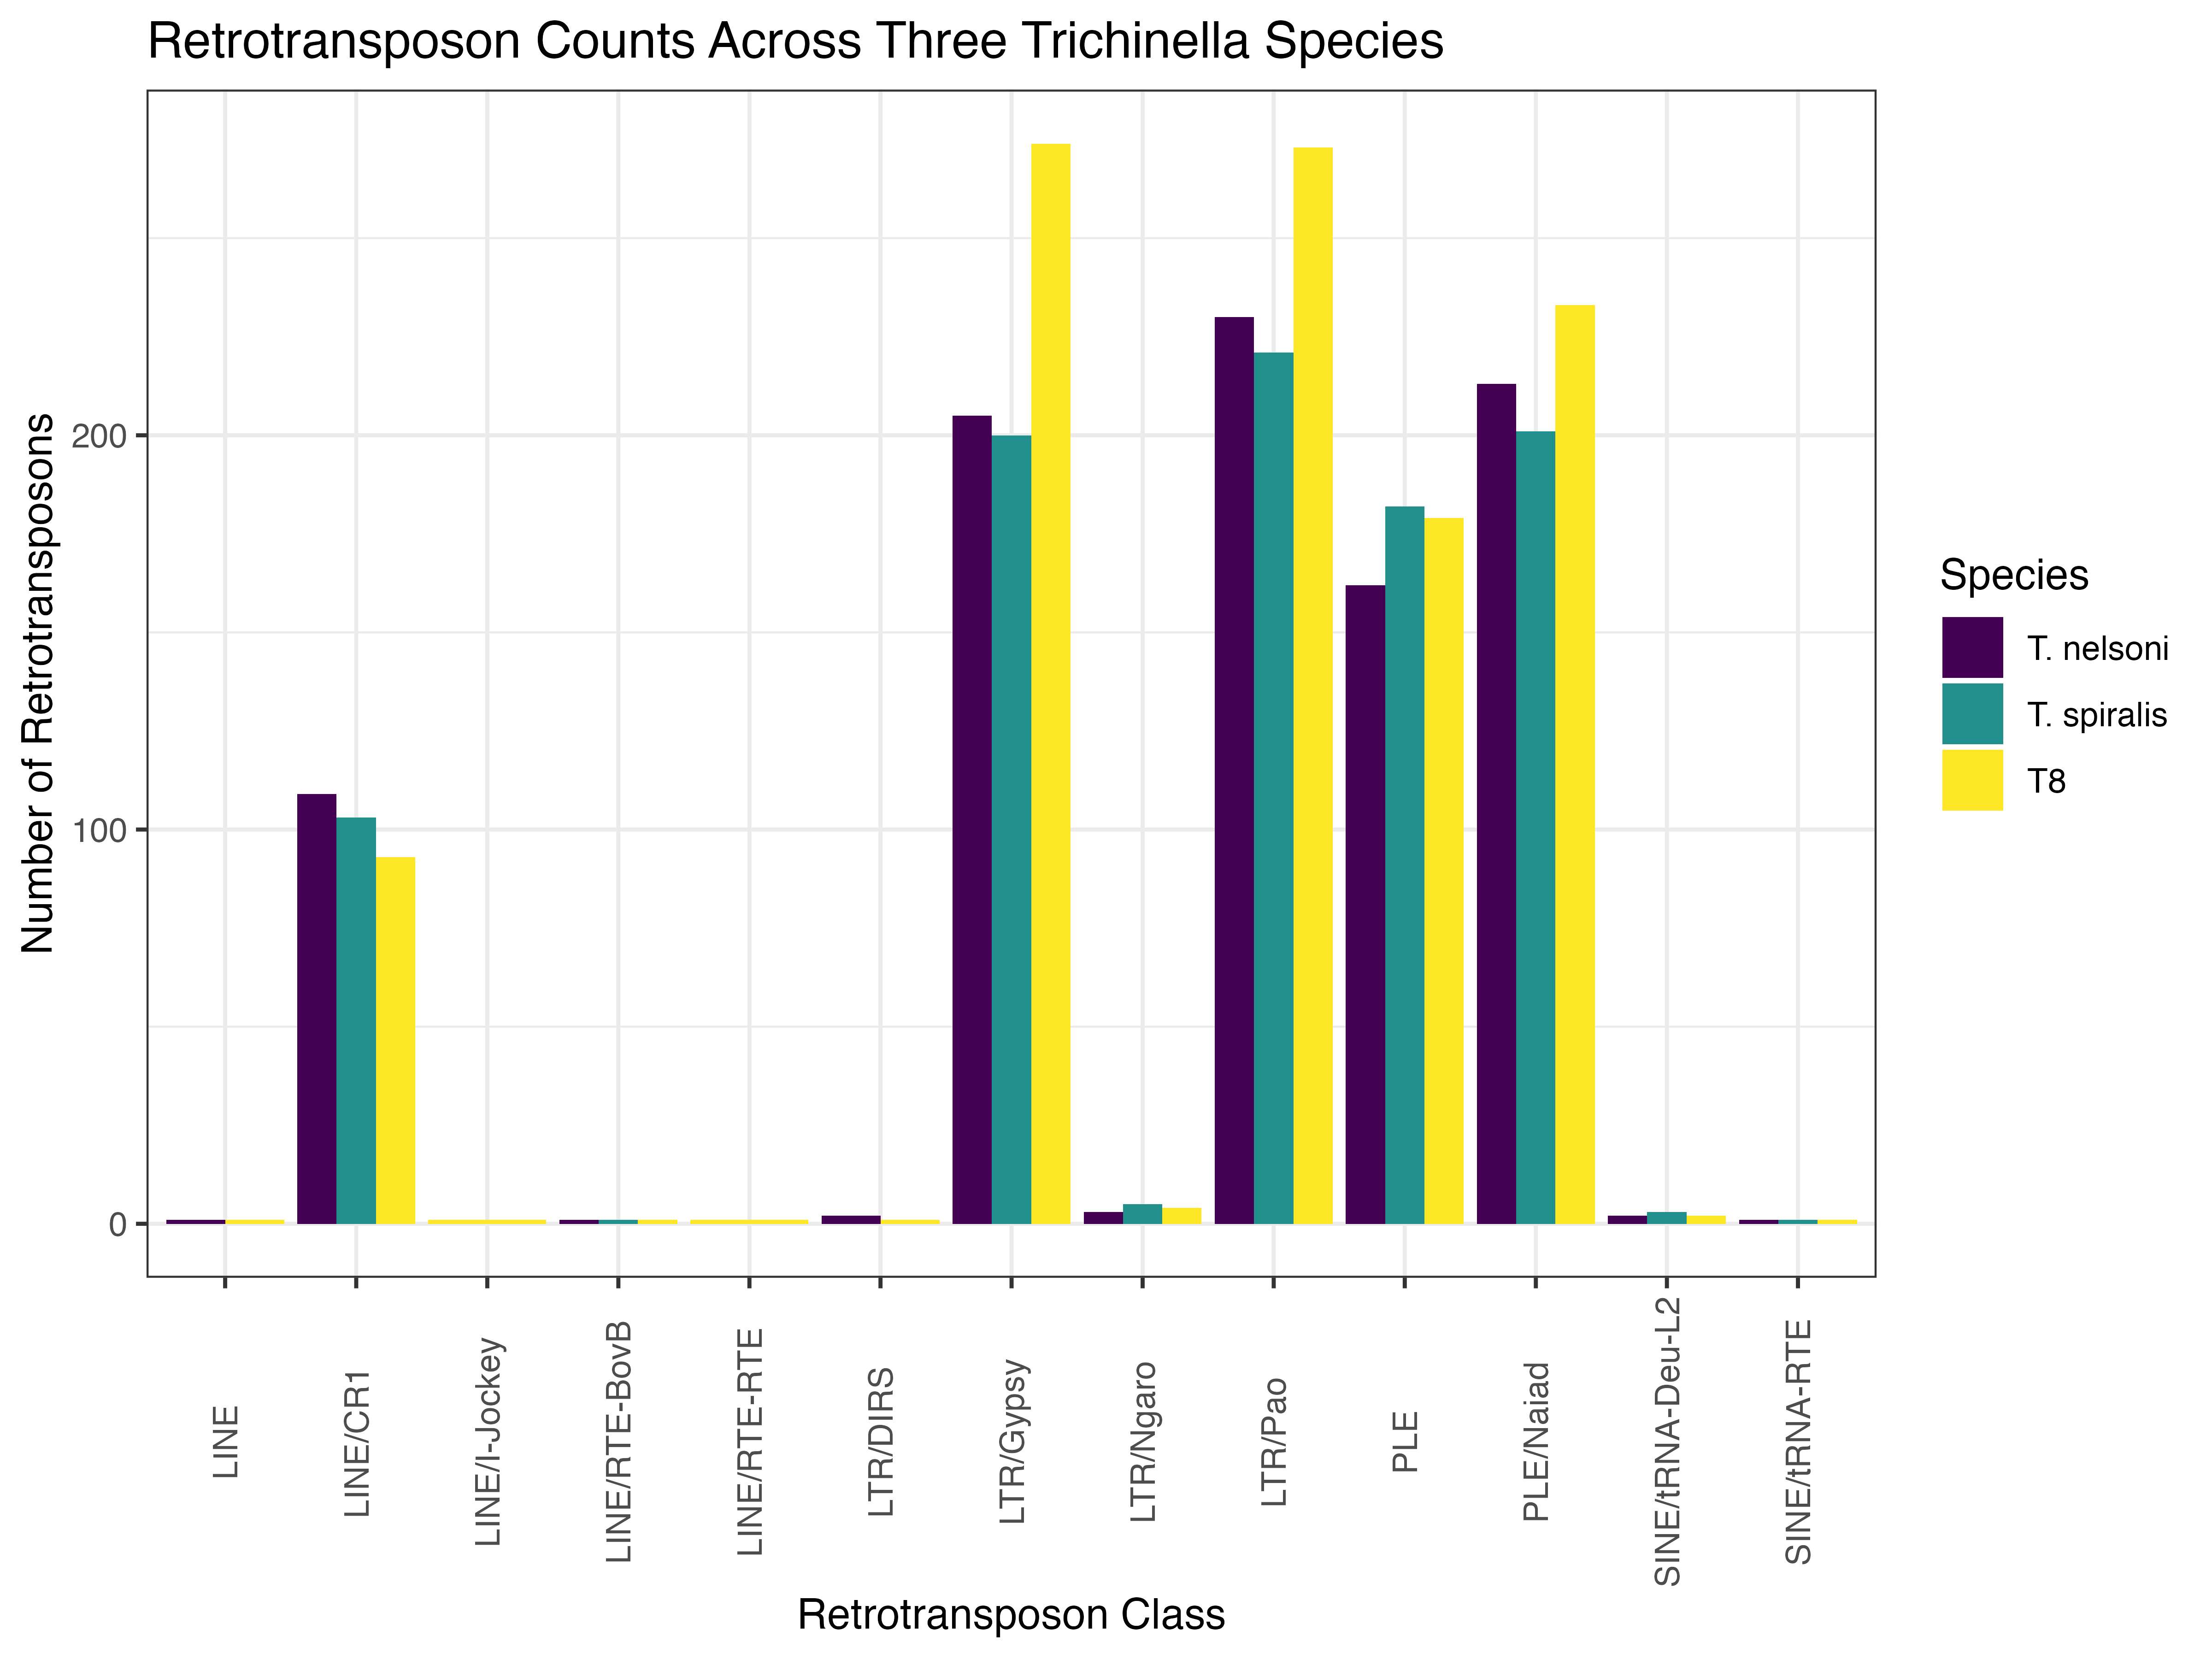 Retrotransposon Counts Across Three Trichinella Species
Number of Retrotransposons
200
100
0
LINE
LINE/CR1
LINE/I-Jockey
LINE/RTE-BovB
LINE/RTE-RTE
LTR/DIRS
LTR/Gypsy
LTR/Ngaro
LTR/Pao
PLE
PLE/Naiad
SINE/tRNA-Deu-L2
SINE/tRNA-RTE
Retrotransposon Class
Species
T. nelsoni
T. spiralis
T8